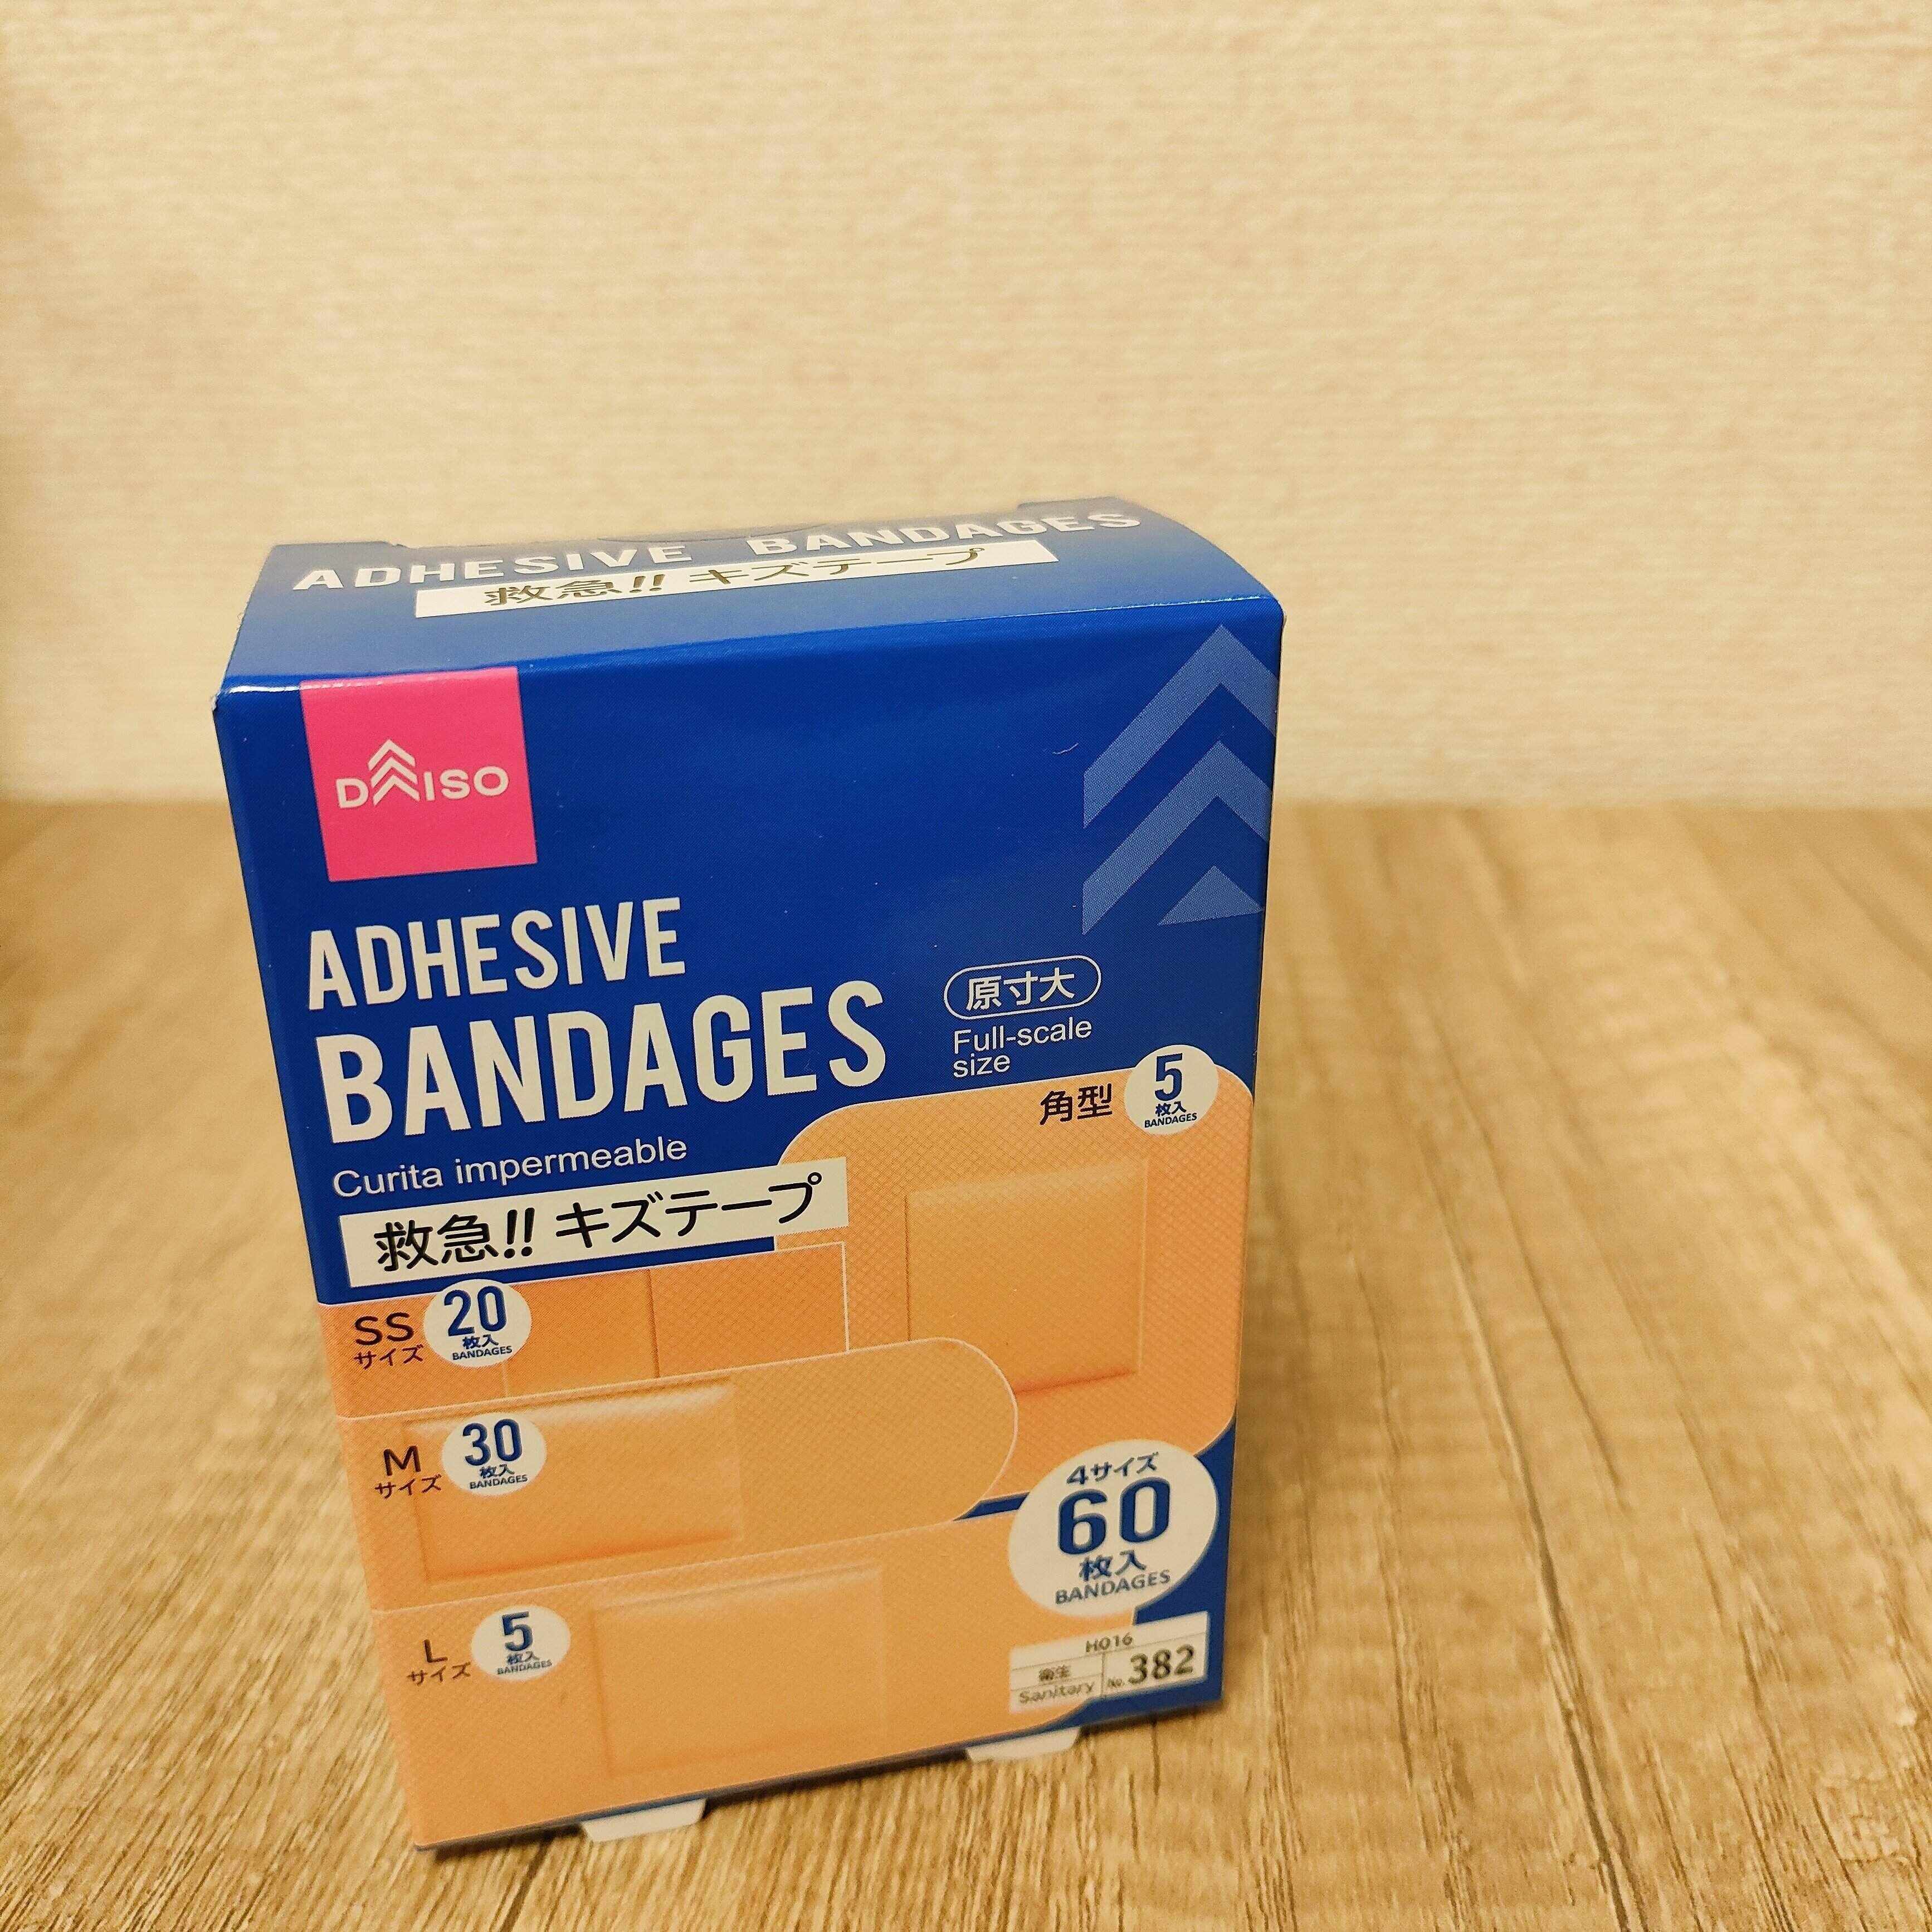 ADHESIVE BANDAGES
救急!! キズテープ
DAISO
ADHESIVE
BANDAGES
Curita impermeable
救急!! キズテープ
原寸大
Full-scale
size
角型
5
枚入
BANDAGES
SS
サイズ
20
枚入
BANDAGES
M
サイズ
30
枚入
BANDAGES
L
サイズ
5
枚入
BANDAGES
4サイズ
60
枚入
BANDAGES
H016
衛生
Sanitary
No. 382